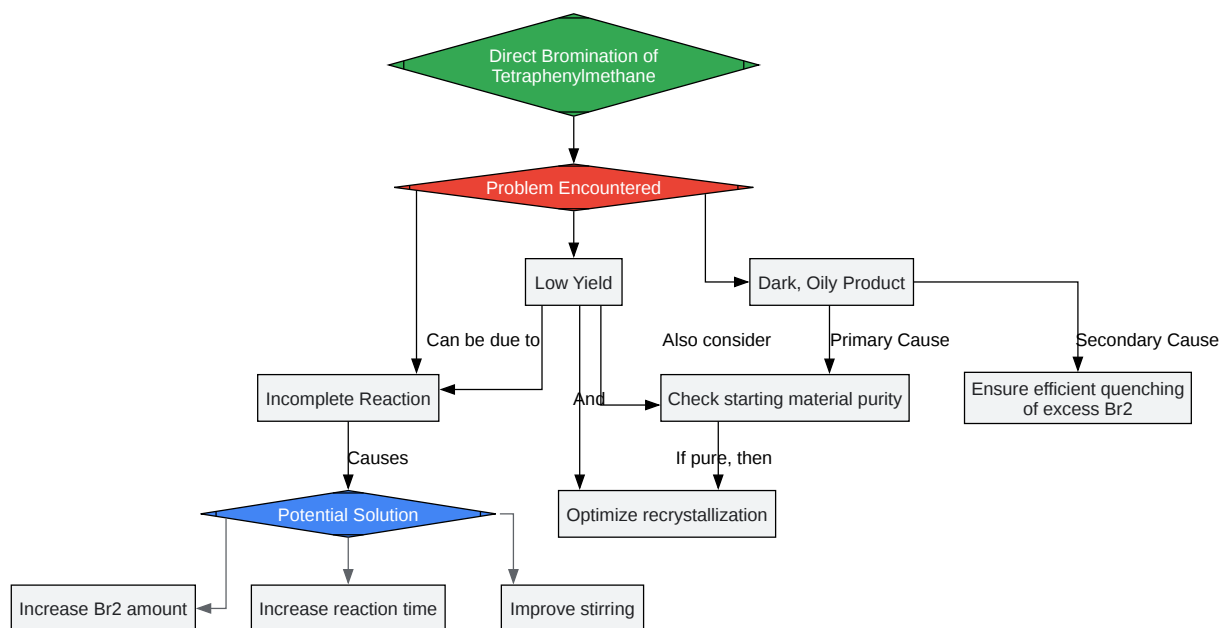 Direct Bromination of
Tetraphenylmethane
Problem Encountered
Low Yield
Dark, Oily Product
Can be due to
Also consider
Primary Cause
Secondary Cause
Incomplete Reaction
And
Check starting material purity
Ensure efficient quenching
of excess Br2
Causes
If pure, then
Potential Solution
Optimize recrystallization
Increase Br2 amount
Increase reaction time
Improve stirring